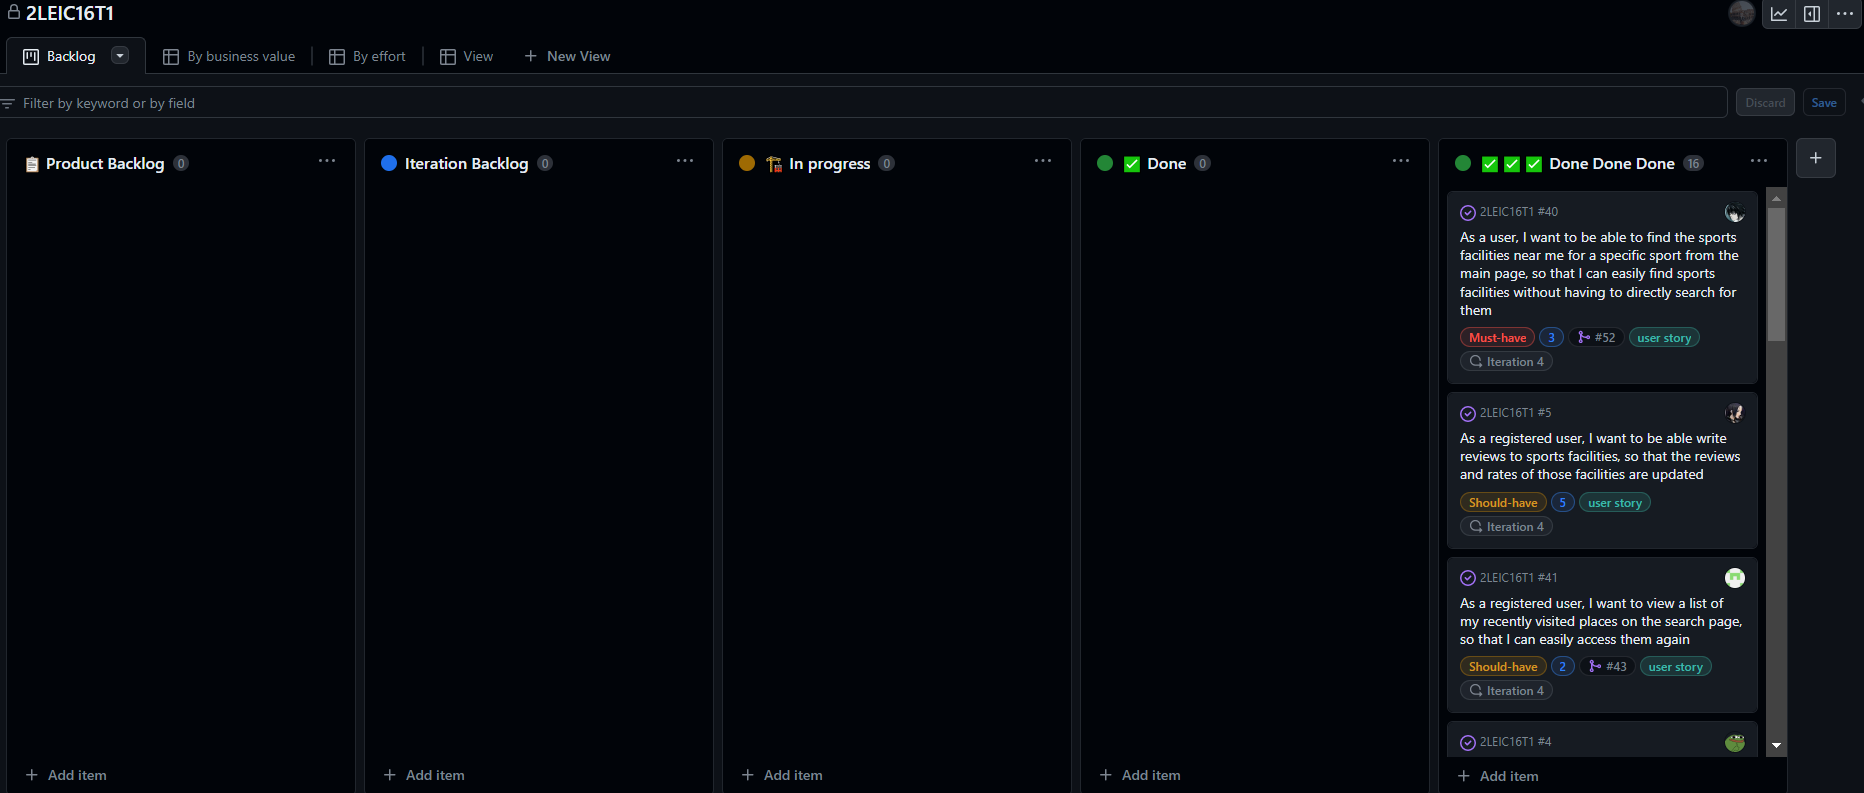 2LEIC16T1
Backlog
By business value
By effort
View
New View
Filter by keyword or by field
Discard
Save
Product Backlog 0
Iteration Backlog 0
In progress 0
Done 0
Done Done Done 16
2LEIC16T1 #40
As a user, I want to be able to find the sports
facilities near me for a specific sport from the
main page, so that I can easily find sports
facilities without having to directly search for
them
Must-have 3 #52 user story
Iteration 4
2LEIC16T1 #5
As a registered user, I want to be able write
reviews to sports facilities, so that the reviews
and rates of those facilities are updated
Should-have 5 user story
Iteration 4
2LEIC16T1 #41
As a registered user, I want to view a list of
my recently visited places on the search page,
so that I can easily access them again
Should-have 2 #43 user story
Iteration 4
2LEIC16T1 #4
Add item
Add item
Add item
Add item
Add item